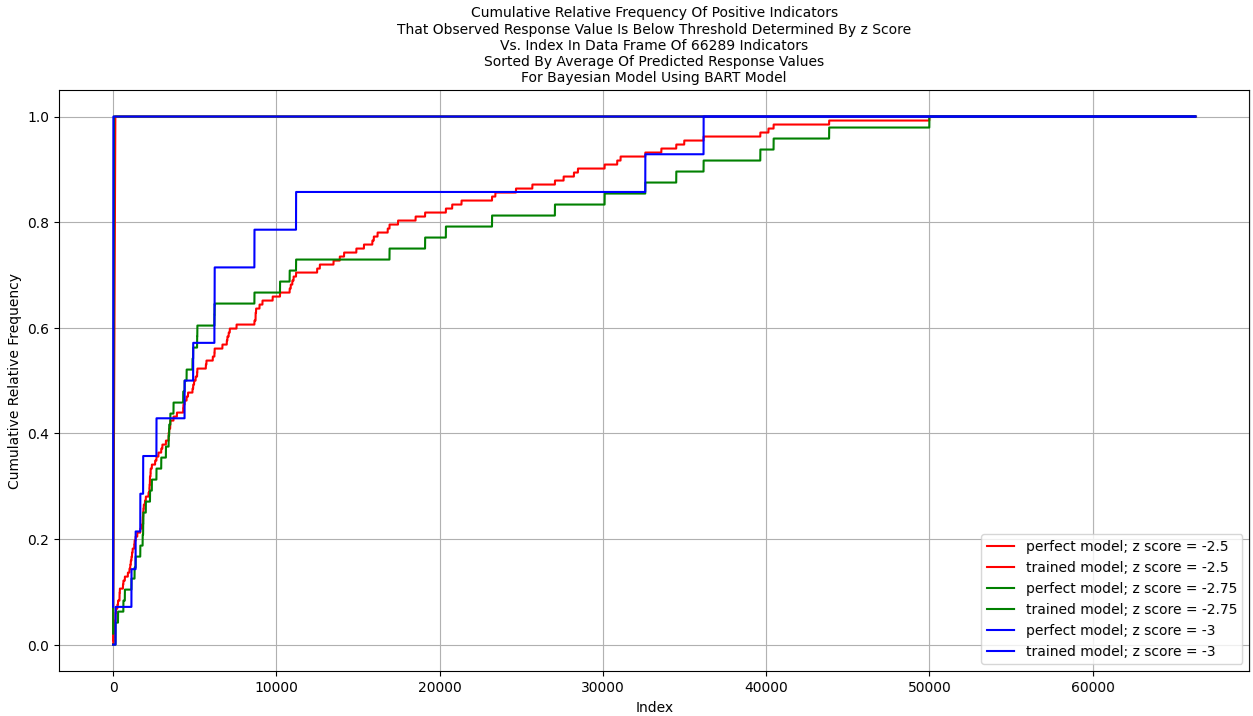 Cumulative Relative Frequency Of Positive Indicators
That Observed Response Value Is Below Threshold Determined By z Score
Vs. Index In Data Frame Of 66289 Indicators
Sorted By Average Of Predicted Response Values
For Bayesian Model Using BART Model
Cumulative Relative Frequency
1.0
0.8
0.6
0.4
0.2
0.0
perfect model; z score = -2.5
trained model; z score = -2.5
perfect model; z score = -2.75
trained model; z score = -2.75
perfect model; z score = -3
trained model; z score = -3
0 10000 20000 30000 40000 50000 60000
Index